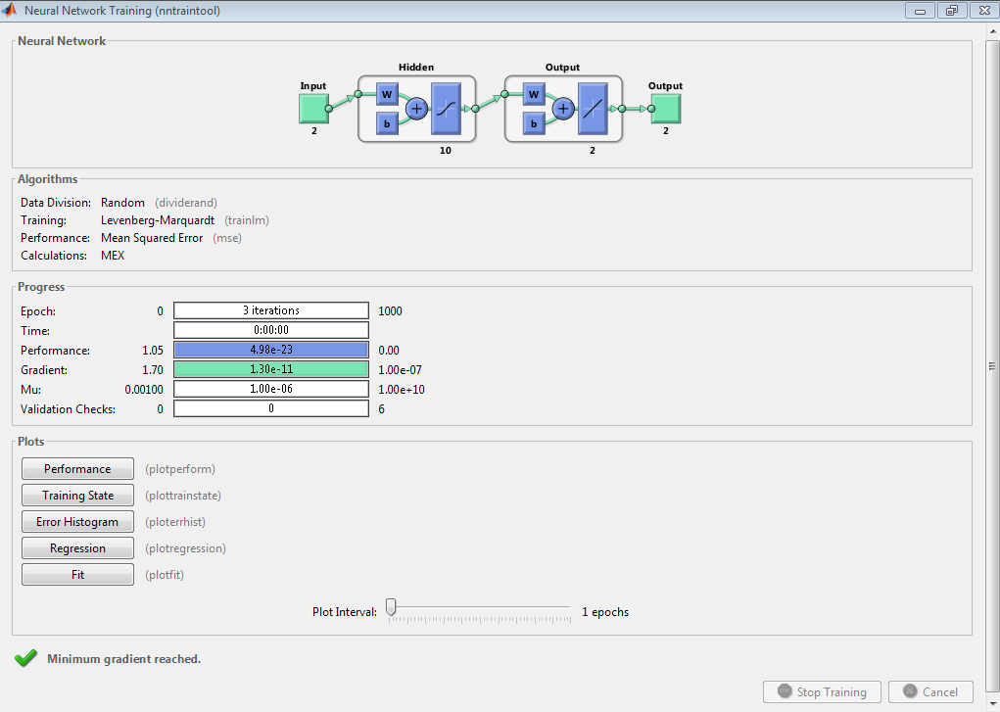 Neural Network Training (nntraintool)
Neural Network
Hidden Output
Input Output
W W
b b
+ +
2 2
10 2
Algorithms
Data Division: Random (dividerand)
Training: Levenberg-Marquardt (trainlm)
Performance: Mean Squared Error (mse)
Calculations: MEX
Progress
Epoch: 0 3 iterations 1000
Time: 0:00:00
Performance: 1.05 4.98e-23 0.00
Gradient: 1.70 1.30e-11 1.00e-07
Mu: 0.00100 1.00e-06 1.00e+10
Validation Checks: 0 0 6
Plots
Performance (plotperform)
Training State (plottrainstate)
Error Histogram (ploterrhist)
Regression (plotregression)
Fit (plotfit)
Plot Interval: 1 epochs
Minimum gradient reached.
Stop Training Cancel